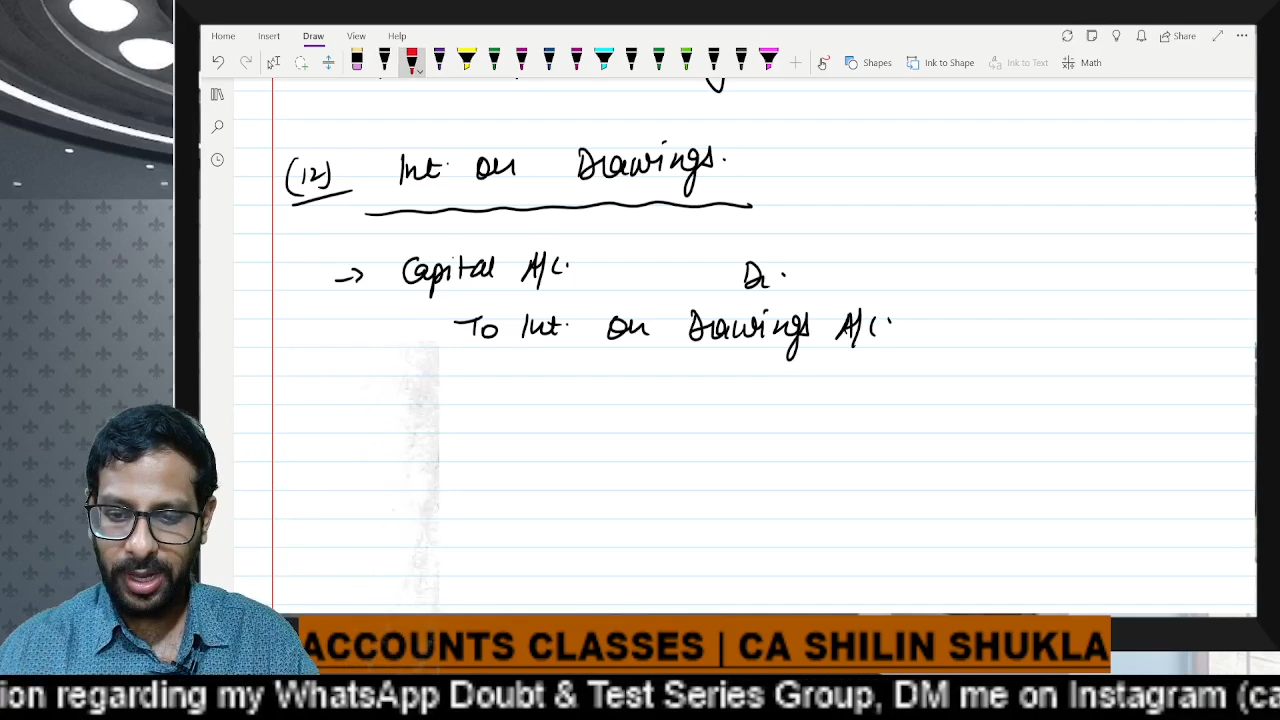 Home Insert Draw View Help Share
Shapes Ink to Shape Ink to Text Math
(12) Int. on Drawings.
→ Capital A/c. Dr.
To Int. on Drawings A/c.
ACCOUNTS CLASSES | CA SHILIN SHUKLA
ion regarding my WhatsApp Doubt & Test Series Group, DM me on Instagram (ca